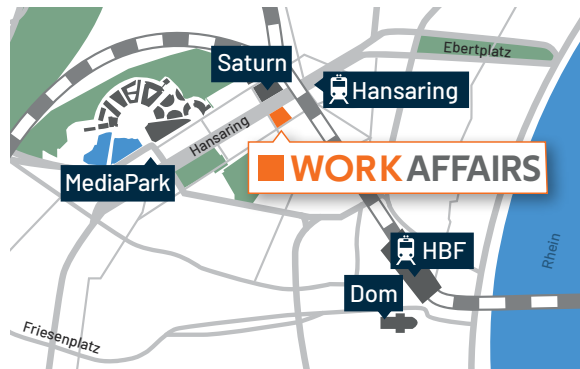 Ebertplatz
Saturn
Hansaring
Hansaring
WORKAFFAIRS
MediaPark
HBF
Rhein
Dom
Friesenplatz